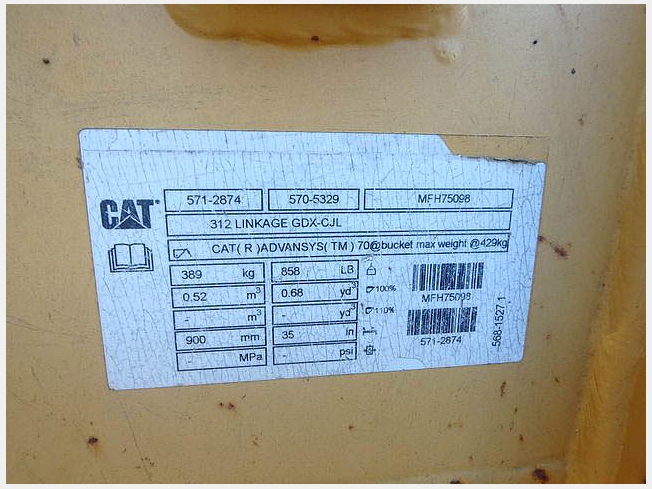 CAT
571-2874 570-5329 MFH75098
312 LINKAGE GDX-CJL
CAT( R )ADVANSYS( TM ) 70@bucket max weight @429kg
389 kg 858 LB
0.52 m³ 0.68 yd³ 100%
- m³ - yd³ 110%
900 mm 35 in
- MPa - psi
MFH75098
571-2874
568-1527 1